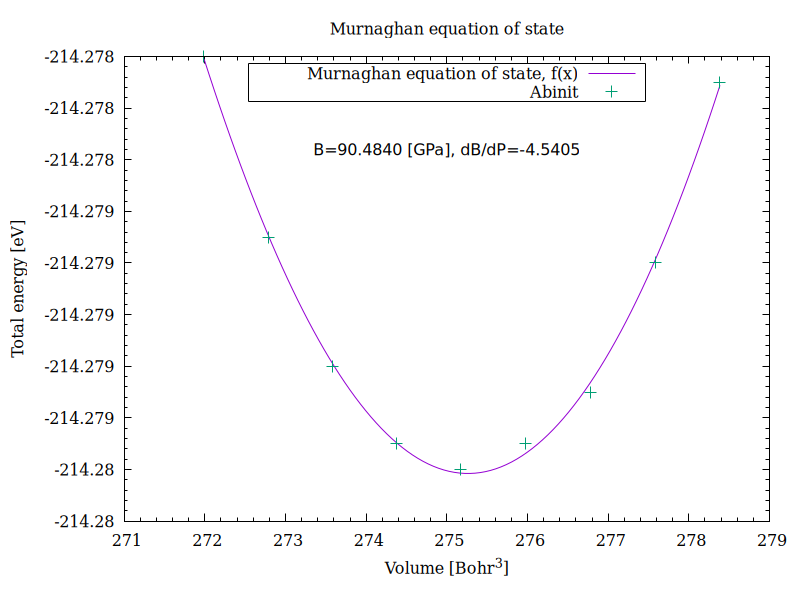 Murnaghan equation of state
-214.278
Murnaghan equation of state, f(x)
Abinit
-214.278
B=90.4840 [GPa], dB/dP=-4.5405
-214.278
-214.279
-214.279
-214.279
-214.279
-214.279
-214.28
-214.28
271 272 273 274 275 276 277 278 279
Total energy [eV]
Volume [Bohr³]